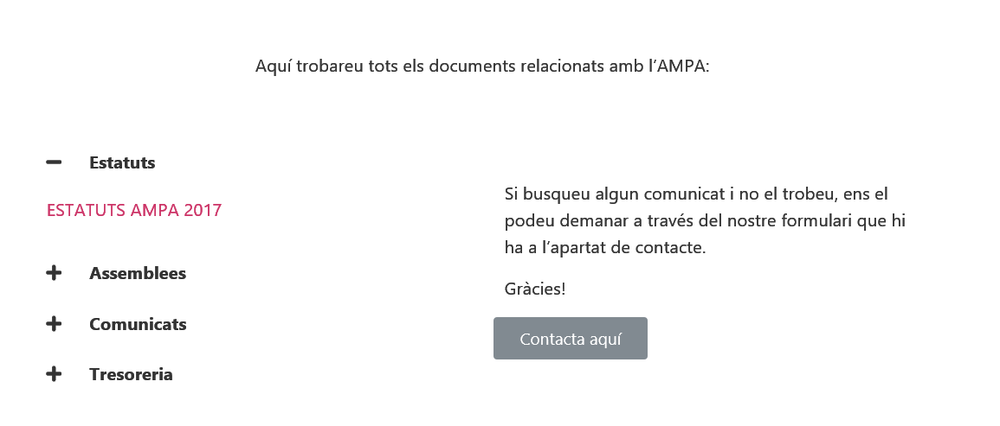 Aquí trobareu tots els documents relacionats amb l'AMPA:
Estatuts
ESTATUTS AMPA 2017
Assemblees
Comunicats
Tresoreria
Si busqueu algun comunicat i no el trobeu, ens el
podeu demanar a través del nostre formulari que hi
ha a l'apartat de contacte.
Gràcies!
Contacta aquí